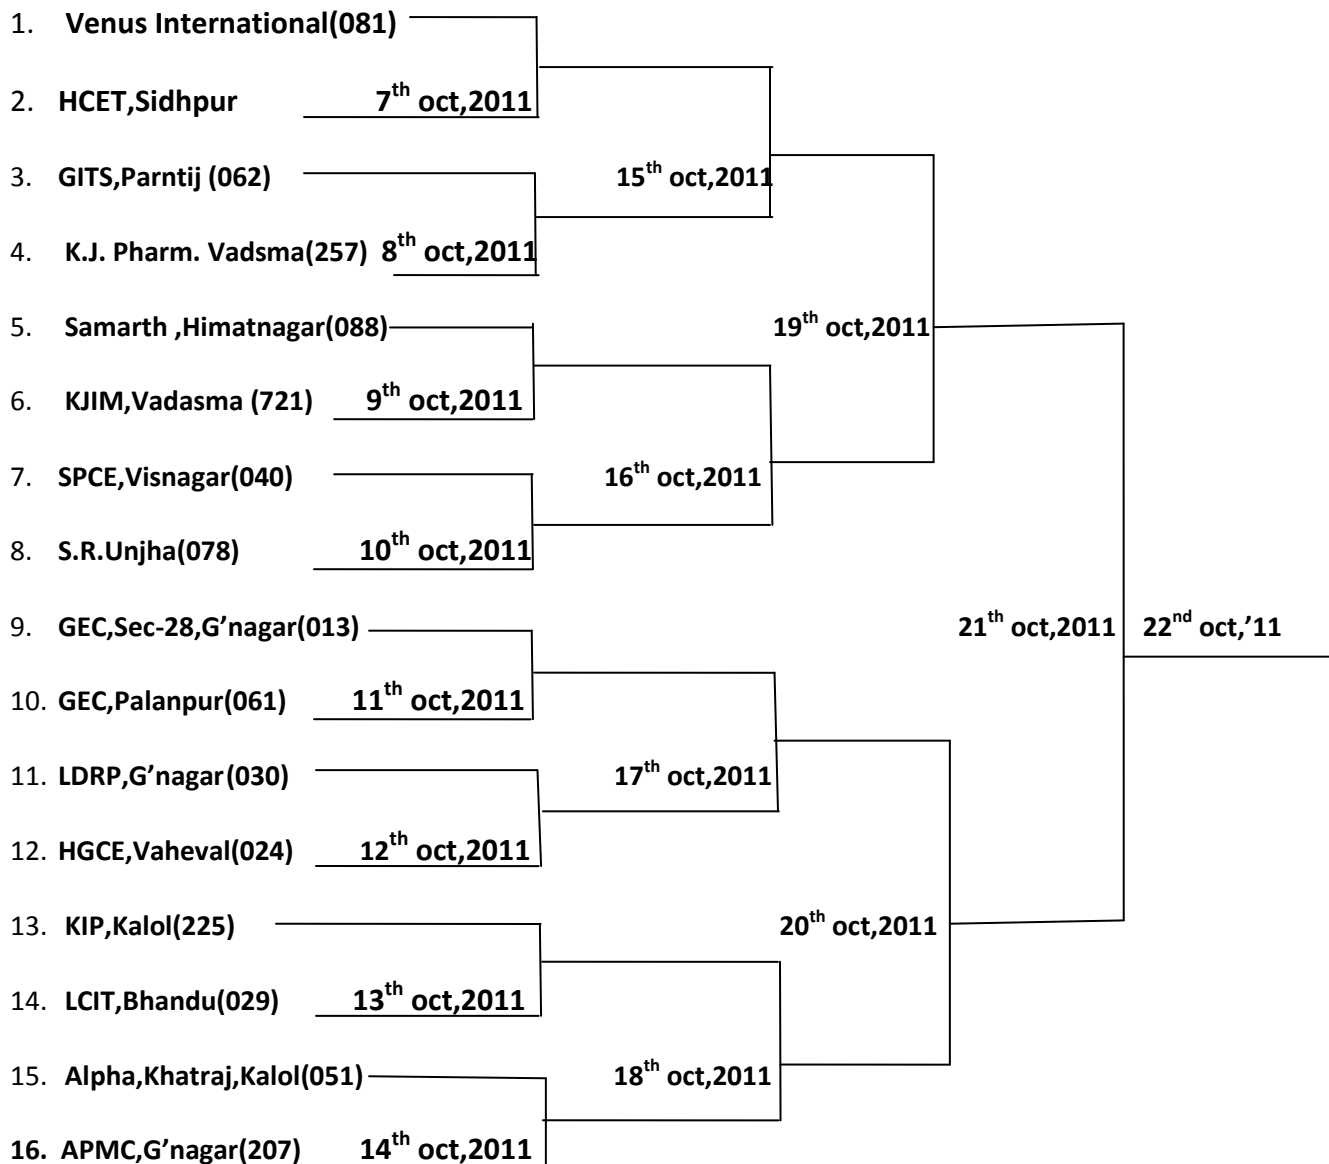 1. Venus International(081)
2. HCET,Sidhpur 7th oct,2011
3. GITS,Parntij (062) 15th oct,2011
4. K.J. Pharm. Vadsma(257) 8th oct,2011
5. Samarth ,Himatnagar(088) 19th oct,2011
6. KJIM,Vadasma (721) 9th oct,2011
7. SPCE,Visnagar(040) 16th oct,2011
8. S.R.Unjha(078) 10th oct,2011
9. GEC,Sec-28,G’nagar(013) 21th oct,2011 22nd oct,’11
10. GEC,Palanpur(061) 11th oct,2011
11. LDRP,G’nagar(030) 17th oct,2011
12. HGCE,Vaheval(024) 12th oct,2011
13. KIP,Kalol(225) 20th oct,2011
14. LCIT,Bhandu(029) 13th oct,2011
15. Alpha,Khatraj,Kalol(051) 18th oct,2011
16. APMC,G’nagar(207) 14th oct,2011